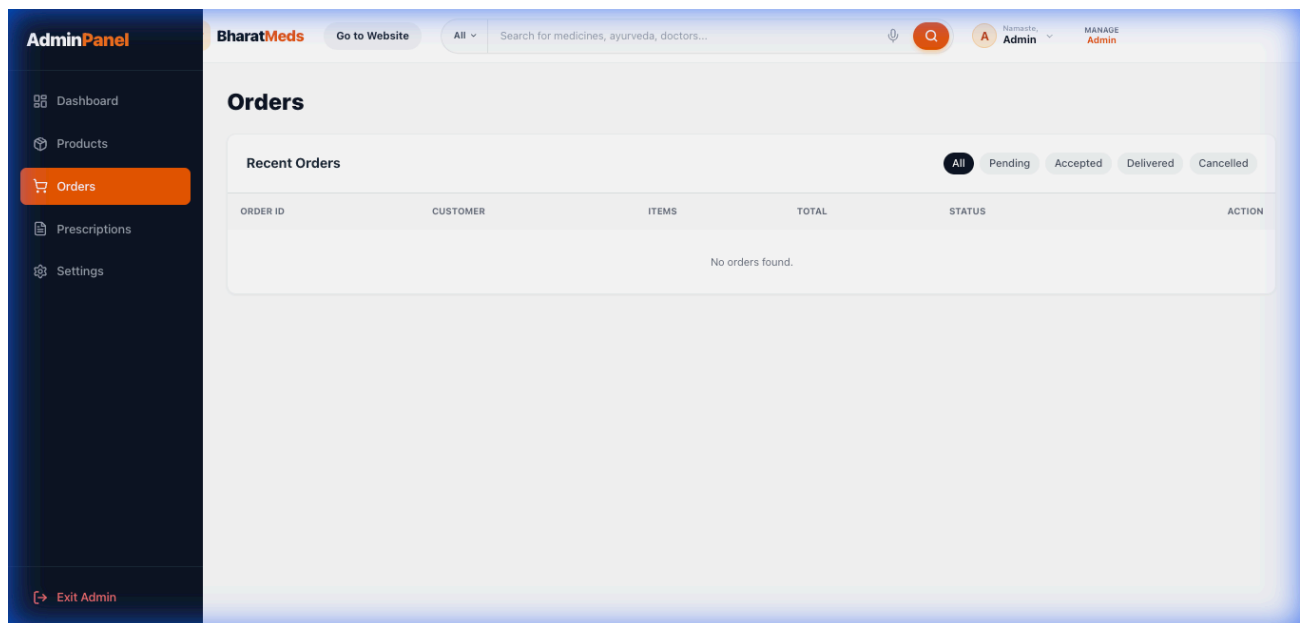 AdminPanel
Dashboard
Products
Orders
Prescriptions
Settings
Exit Admin
BharatMeds
Go to Website
All
Search for medicines, ayurveda, doctors...
A
Namaste,
Admin
MANAGE
Admin
Orders
Recent Orders
All Pending Accepted Delivered Cancelled
ORDER ID CUSTOMER ITEMS TOTAL STATUS ACTION
No orders found.